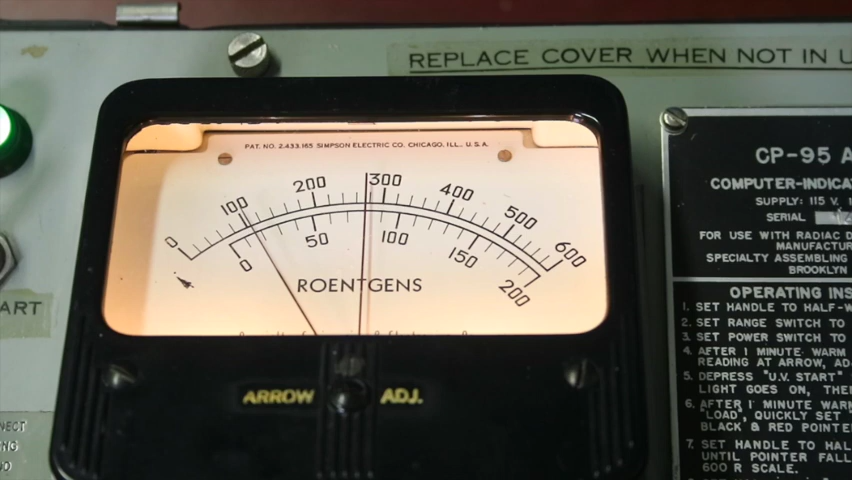 REPLACE COVER WHEN NOT IN
PAT. NO. 2,433,165 SIMPSON ELECTRIC CO. CHICAGO, ILL., U.S.A.
0 100 200 300 400 500 600
0 50 100 150 200
ROENTGENS
ARROW ADJ.
ART
CP-95 A
COMPUTER-INDICA
SUPPLY: 115 V.
SERIAL
FOR USE WITH RADIAC D
MANUFACTUR
SPECIALTY ASSEMBLING
BROOKLYN
OPERATING INS
1. SET HANDLE TO HALF-W
2. SET RANGE SWITCH TO
3. SET POWER SWITCH TO
4. AFTER 1 MINUTE WARM
READING AT ARROW, AD
5. DEPRESS "U.V. START"
LIGHT GOES ON, THEN
6. AFTER 1 MINUTE WARM
"LOAD", QUICKLY SET
BLACK & RED POINTE
7. SET HANDLE TO HAL
UNTIL POINTER FALL
600 R SCALE.